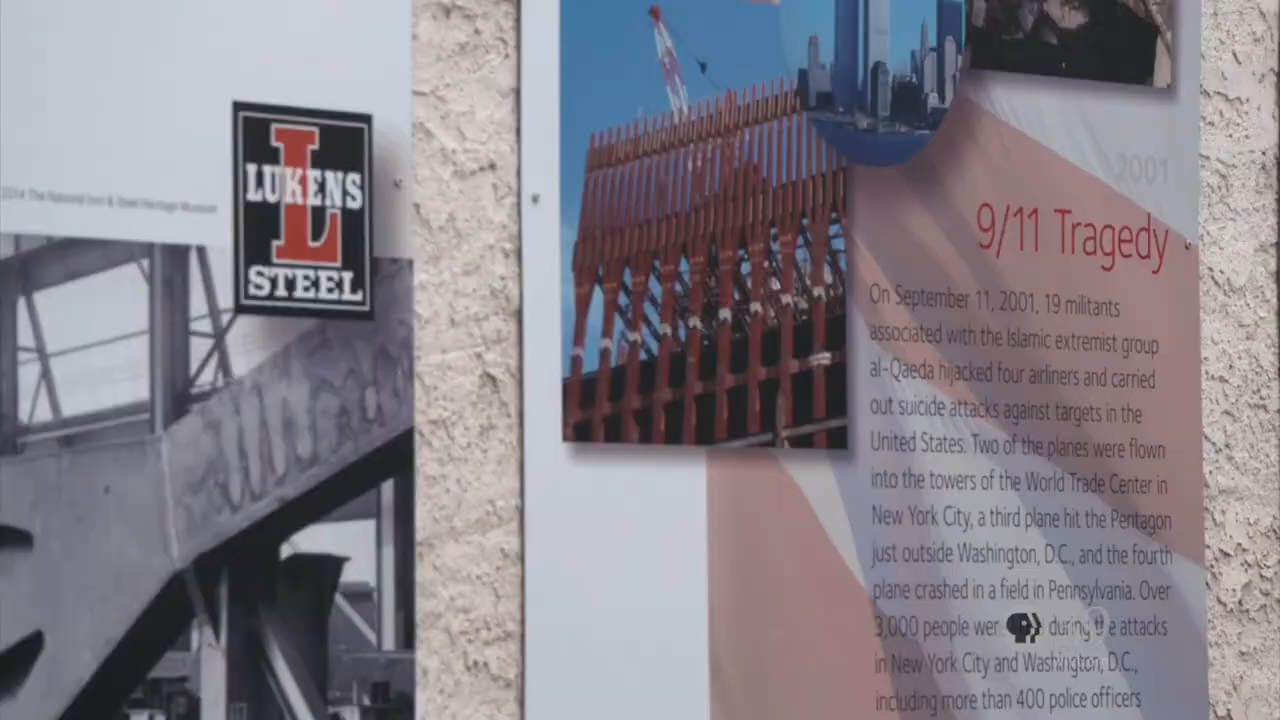 2014 The National Iron & Steel Heritage Museum
LUKENS
L
STEEL
2001
9/11 Tragedy
On September 11, 2001, 19 militants
associated with the Islamic extremist group
al-Qaeda hijacked four airliners and carried
out suicide attacks against targets in the
United States. Two of the planes were flown
into the towers of the World Trade Center in
New York City, a third plane hit the Pentagon
just outside Washington, D.C., and the fourth
plane crashed in a field in Pennsylvania. Over
3,000 people during the attacks
in New York City and Washington, D.C.,
including more than 400 police officers